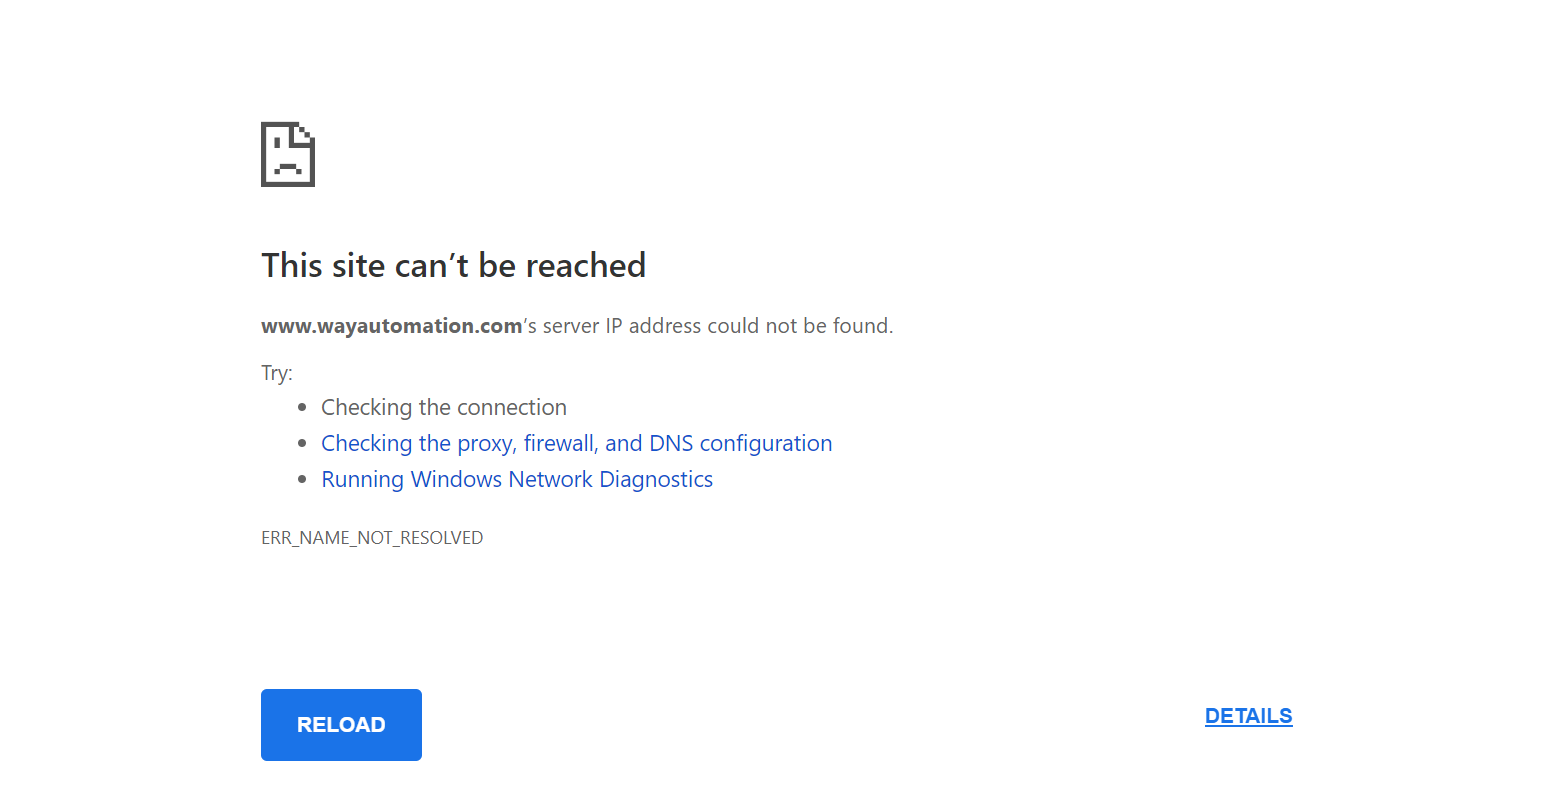 This site can’t be reached
www.wayautomation.com’s server IP address could not be found.
Try:
Checking the connection
Checking the proxy, firewall, and DNS configuration
Running Windows Network Diagnostics
ERR_NAME_NOT_RESOLVED
RELOAD
DETAILS